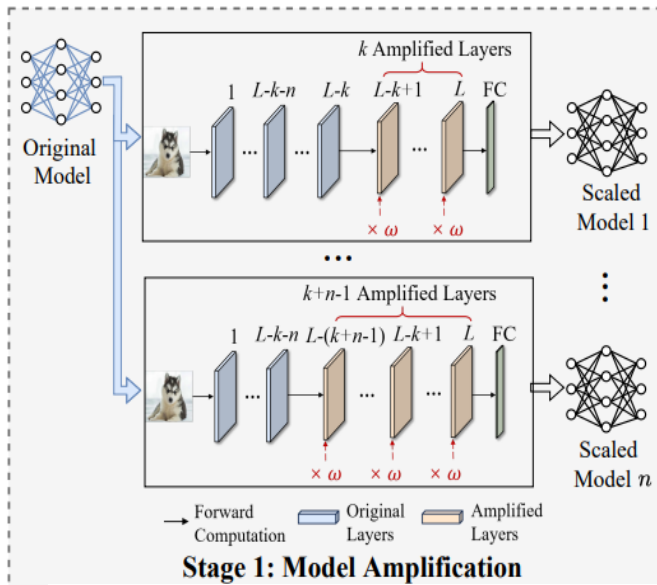 k Amplified Layers
1 L-k-n L-k L-k+1 L FC
Original
Model
... ... ...
× ω × ω
Scaled
Model 1
...
k+n-1 Amplified Layers
1 L-k-n L-(k+n-1) L-k+1 L FC
... ... ...
× ω × ω × ω
Scaled
Model n
Forward
Computation
Original
Layers
Amplified
Layers
Stage 1: Model Amplification